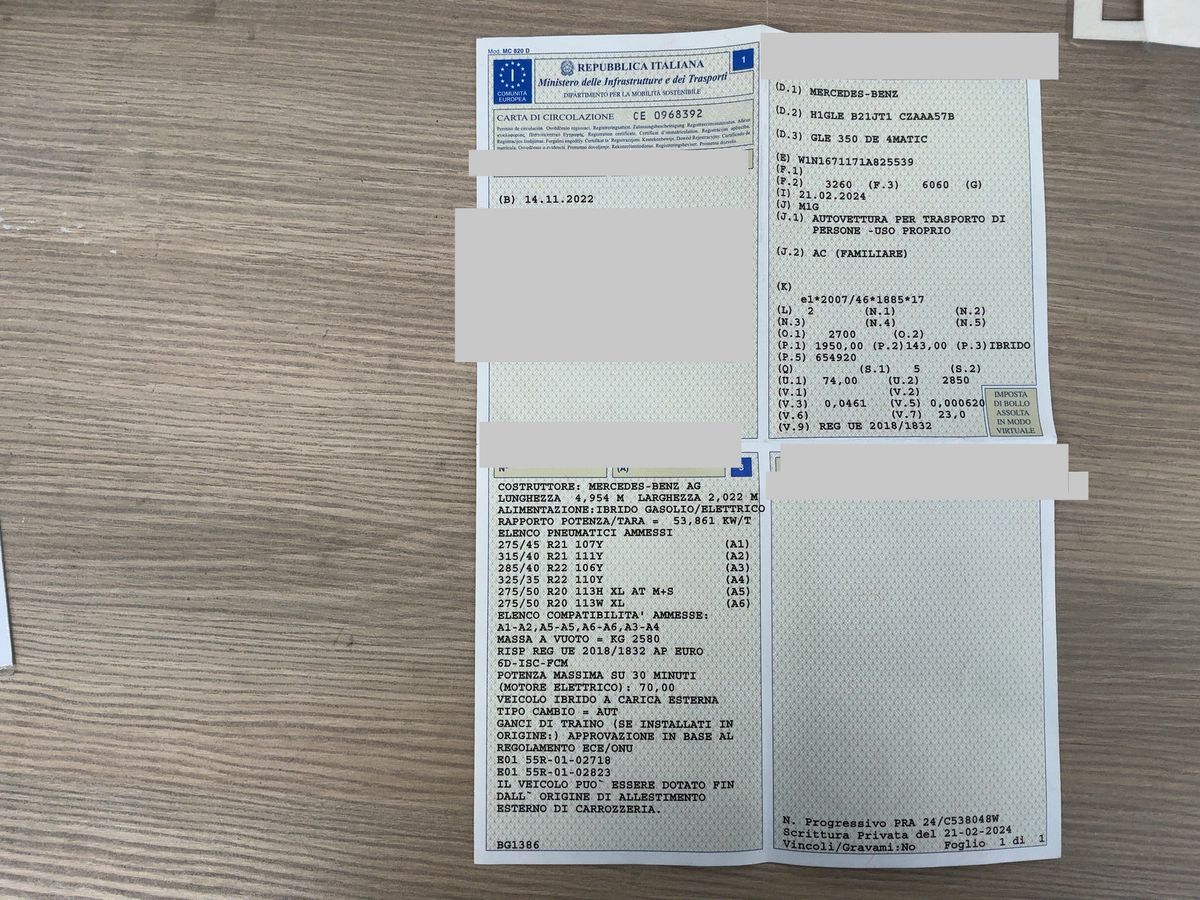 Mod. MC 820 D
REPUBBLICA ITALIANA
1
Ministero delle Infrastrutture e dei Trasporti
DIPARTIMENTO PER LA MOBILITÀ SOSTENIBILE
I
COMUNITÀ
EUROPEA
CARTA DI CIRCOLAZIONE CE 0968392
(B) 14.11.2022
(D.1) MERCEDES-BENZ
(D.2) H1GLE B21JT1 CZAAA57B
(D.3) GLE 350 DE 4MATIC
(E) W1N1671171A825539
(F.1)
(F.2) 3260 (F.3) 6060 (G)
(I) 21.02.2024
(J) M1G
(J.1) AUTOVETTURA PER TRASPORTO DI
PERSONE -USO PROPRIO
(J.2) AC (FAMILIARE)
(K)
e1*2007/46*1885*17
(L) 2 (N.1) (N.2)
(N.3) (N.4) (N.5)
(O.1) 2700 (O.2)
(P.1) 1950,00 (P.2)143,00 (P.3)IBRIDO
(P.5) 654920
(Q) (S.1) 5 (S.2)
(U.1) 74,00 (U.2) 2850
(V.1) (V.2)
(V.3) 0,0461 (V.5) 0,000620
(V.6) (V.7) 23,0
(V.9) REG UE 2018/1832
IMPOSTA
DI BOLLO
ASSOLTA
IN MODO
VIRTUALE
N° (A) 3
COSTRUTTORE: MERCEDES-BENZ AG
LUNGHEZZA 4,954 M LARGHEZZA 2,022 M
ALIMENTAZIONE:IBRIDO GASOLIO/ELETTRICO
RAPPORTO POTENZA/TARA = 53,861 KW/T
ELENCO PNEUMATICI AMMESSI
275/45 R21 107Y (A1)
315/40 R21 111Y (A2)
285/40 R22 106Y (A3)
325/35 R22 110Y (A4)
275/50 R20 113H XL AT M+S (A5)
275/50 R20 113W XL (A6)
ELENCO COMPATIBILITA' AMMESSE:
A1-A2,A5-A5,A6-A6,A3-A4
MASSA A VUOTO = KG 2580
RISP REG UE 2018/1832 AP EURO
6D-ISC-FCM
POTENZA MASSIMA SU 30 MINUTI
(MOTORE ELETTRICO): 70,00
VEICOLO IBRIDO A CARICA ESTERNA
TIPO CAMBIO = AUT
GANCI DI TRAINO (SE INSTALLATI IN
ORIGINE:) APPROVAZIONE IN BASE AL
REGOLAMENTO ECE/ONU
E01 55R-01-02718
E01 55R-01-02823
IL VEICOLO PUO~ ESSERE DOTATO FIN
DALL~ ORIGINE DI ALLESTIMENTO
ESTERNO DI CARROZZERIA.
BG1386
N. Progressivo PRA 24/C538048W
Scrittura Privata del 21-02-2024
Vincoli/Gravami:No Foglio 1 di 1